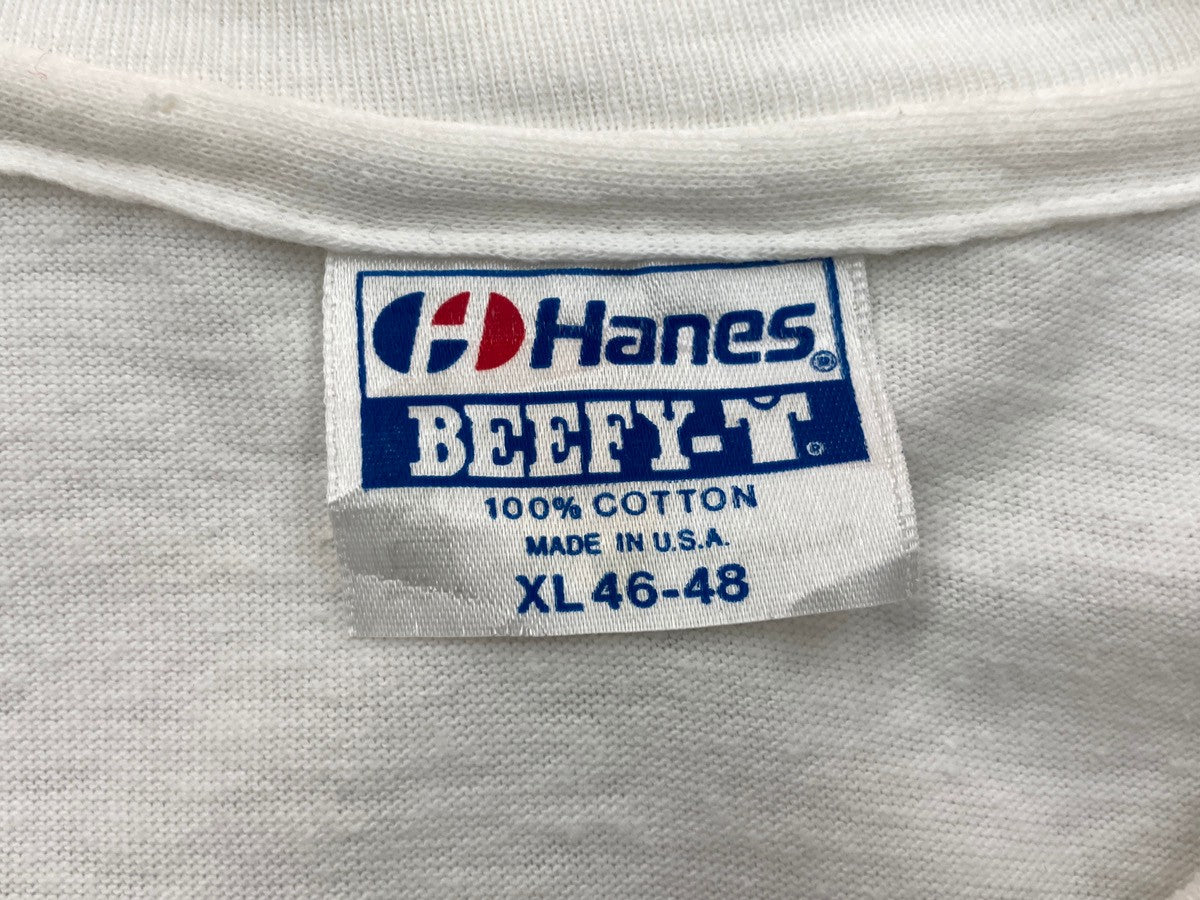 Hanes®
BEEFY-T®
100% COTTON
MADE IN U.S.A.
XL 46-48